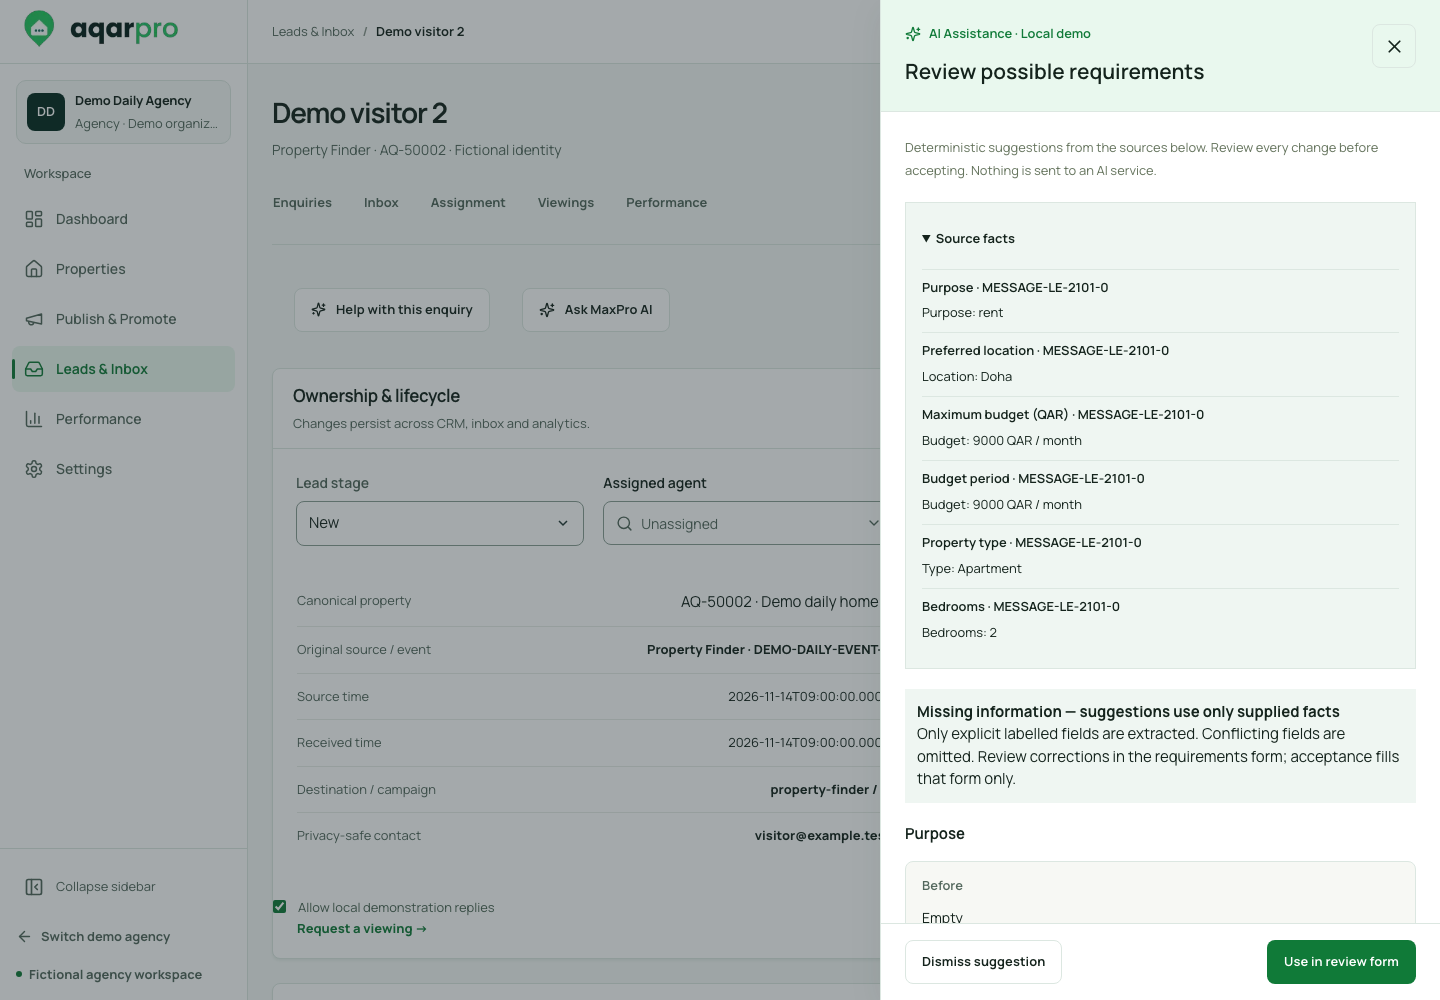 aqarpro
DD
Demo Daily Agency
Agency · Demo organiz...
Workspace
Dashboard
Properties
Publish & Promote
Leads & Inbox
Performance
Settings
Collapse sidebar
Switch demo agency
Fictional agency workspace
Leads & Inbox / Demo visitor 2
Demo visitor 2
Property Finder · AQ-50002 · Fictional identity
Enquiries Inbox Assignment Viewings Performance
Help with this enquiry Ask MaxPro AI
Ownership & lifecycle
Changes persist across CRM, inbox and analytics.
Lead stage Assigned agent
New Unassigned
Canonical property AQ-50002 · Demo daily home
Original source / event Property Finder · DEMO-DAILY-EVENT-
Source time 2026-11-14T09:00:00.000
Received time 2026-11-14T09:00:00.000
Destination / campaign property-finder /
Privacy-safe contact visitor@example.tes
Allow local demonstration replies
Request a viewing →
AI Assistance · Local demo
Review possible requirements
Deterministic suggestions from the sources below. Review every change before
accepting. Nothing is sent to an AI service.
▼ Source facts
Purpose · MESSAGE-LE-2101-0
Purpose: rent
Preferred location · MESSAGE-LE-2101-0
Location: Doha
Maximum budget (QAR) · MESSAGE-LE-2101-0
Budget: 9000 QAR / month
Budget period · MESSAGE-LE-2101-0
Budget: 9000 QAR / month
Property type · MESSAGE-LE-2101-0
Type: Apartment
Bedrooms · MESSAGE-LE-2101-0
Bedrooms: 2
Missing information — suggestions use only supplied facts
Only explicit labelled fields are extracted. Conflicting fields are
omitted. Review corrections in the requirements form; acceptance fills
that form only.
Purpose
Before
Empty
Dismiss suggestion Use in review form